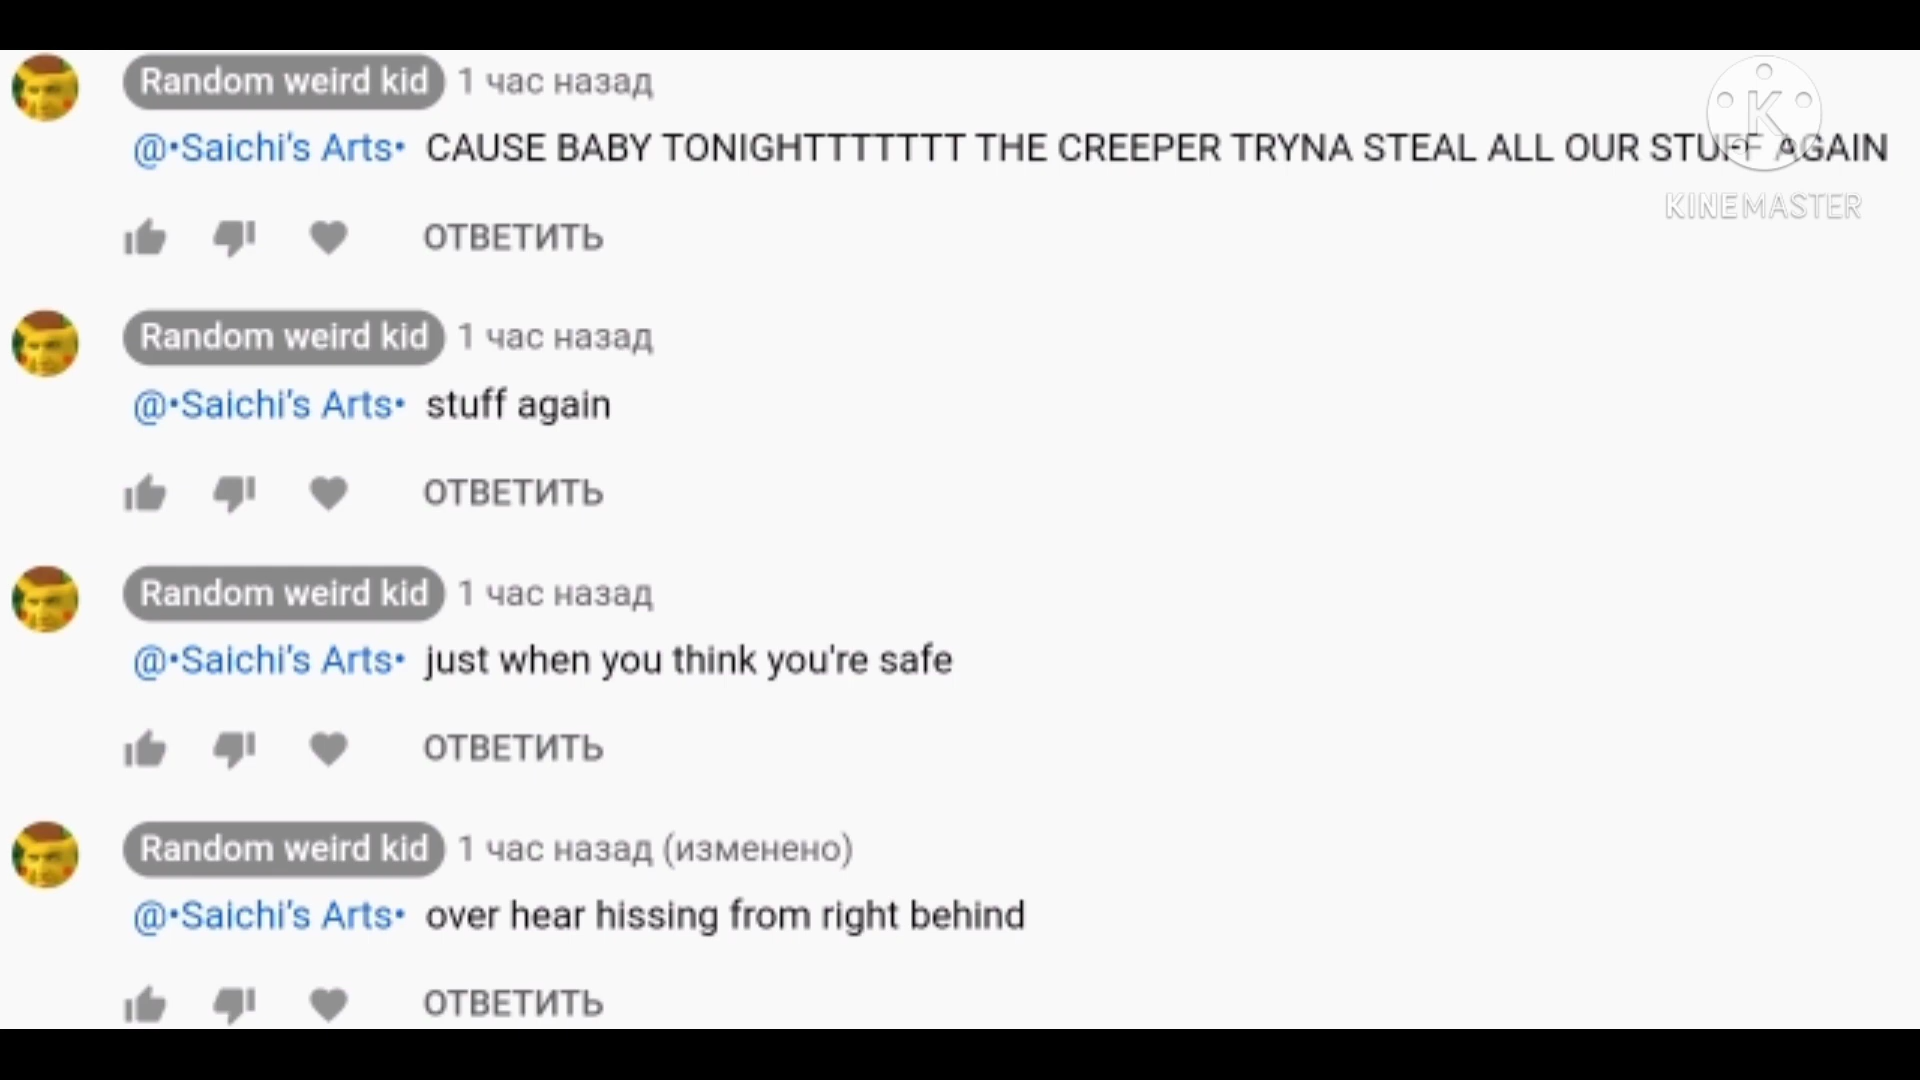 Random weird kid 1 час назад
@•Saichi's Arts• CAUSE BABY TONIGHTTTTTTT THE CREEPER TRYNA STEAL ALL OUR STUFF AGAIN
KINEMASTER
ОТВЕТИТЬ
Random weird kid 1 час назад
@•Saichi's Arts• stuff again
ОТВЕТИТЬ
Random weird kid 1 час назад
@•Saichi's Arts• just when you think you're safe
ОТВЕТИТЬ
Random weird kid 1 час назад (изменено)
@•Saichi's Arts• over hear hissing from right behind
ОТВЕТИТЬ